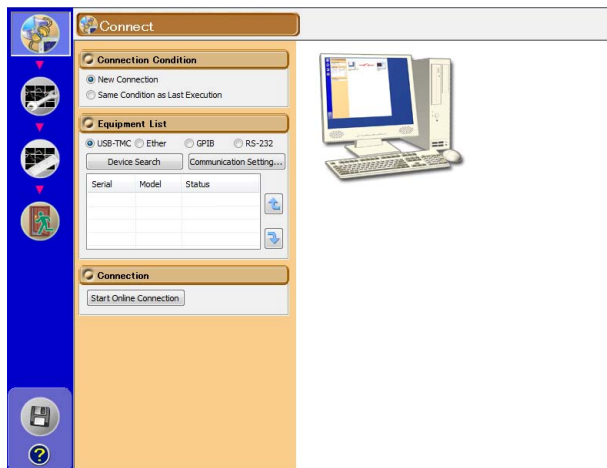 Connect
Connection Condition
New Connection
Same Condition as Last Execution
Equipment List
USB-TMC Ether GPIB RS-232
Device Search Communication Setting...
Serial Model Status
Connection
Start Online Connection
?